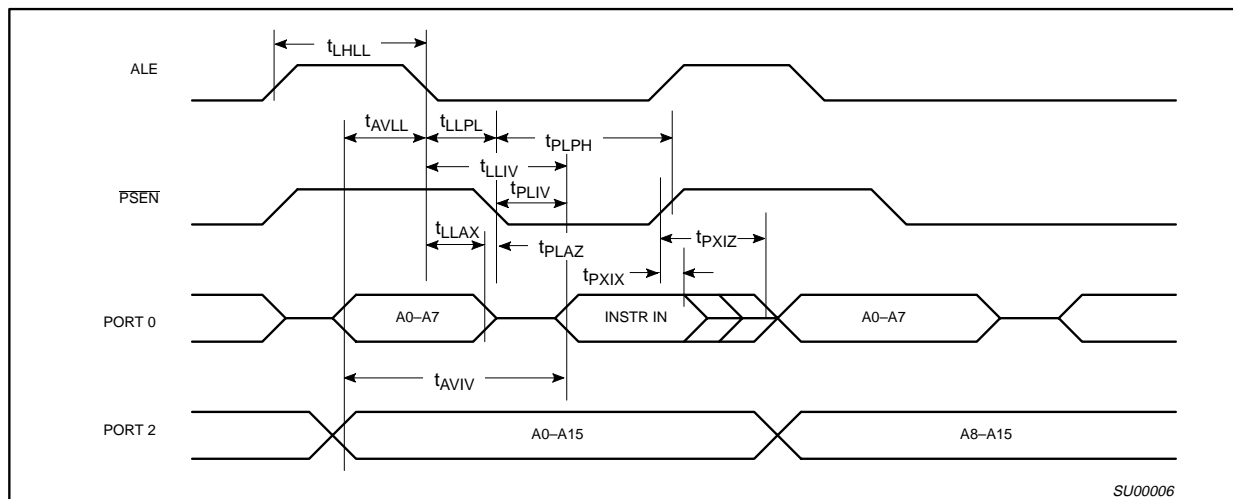 tLHLL
ALE
tAVLL
tLLPL
tPLPH
tLLIV
PSEN
tPLIV
tLLAX
tPLAZ
tPXIZ
tPXIX
PORT 0
A0–A7
INSTR IN
A0–A7
tAVIV
PORT 2
A0–A15
A8–A15
SU00006